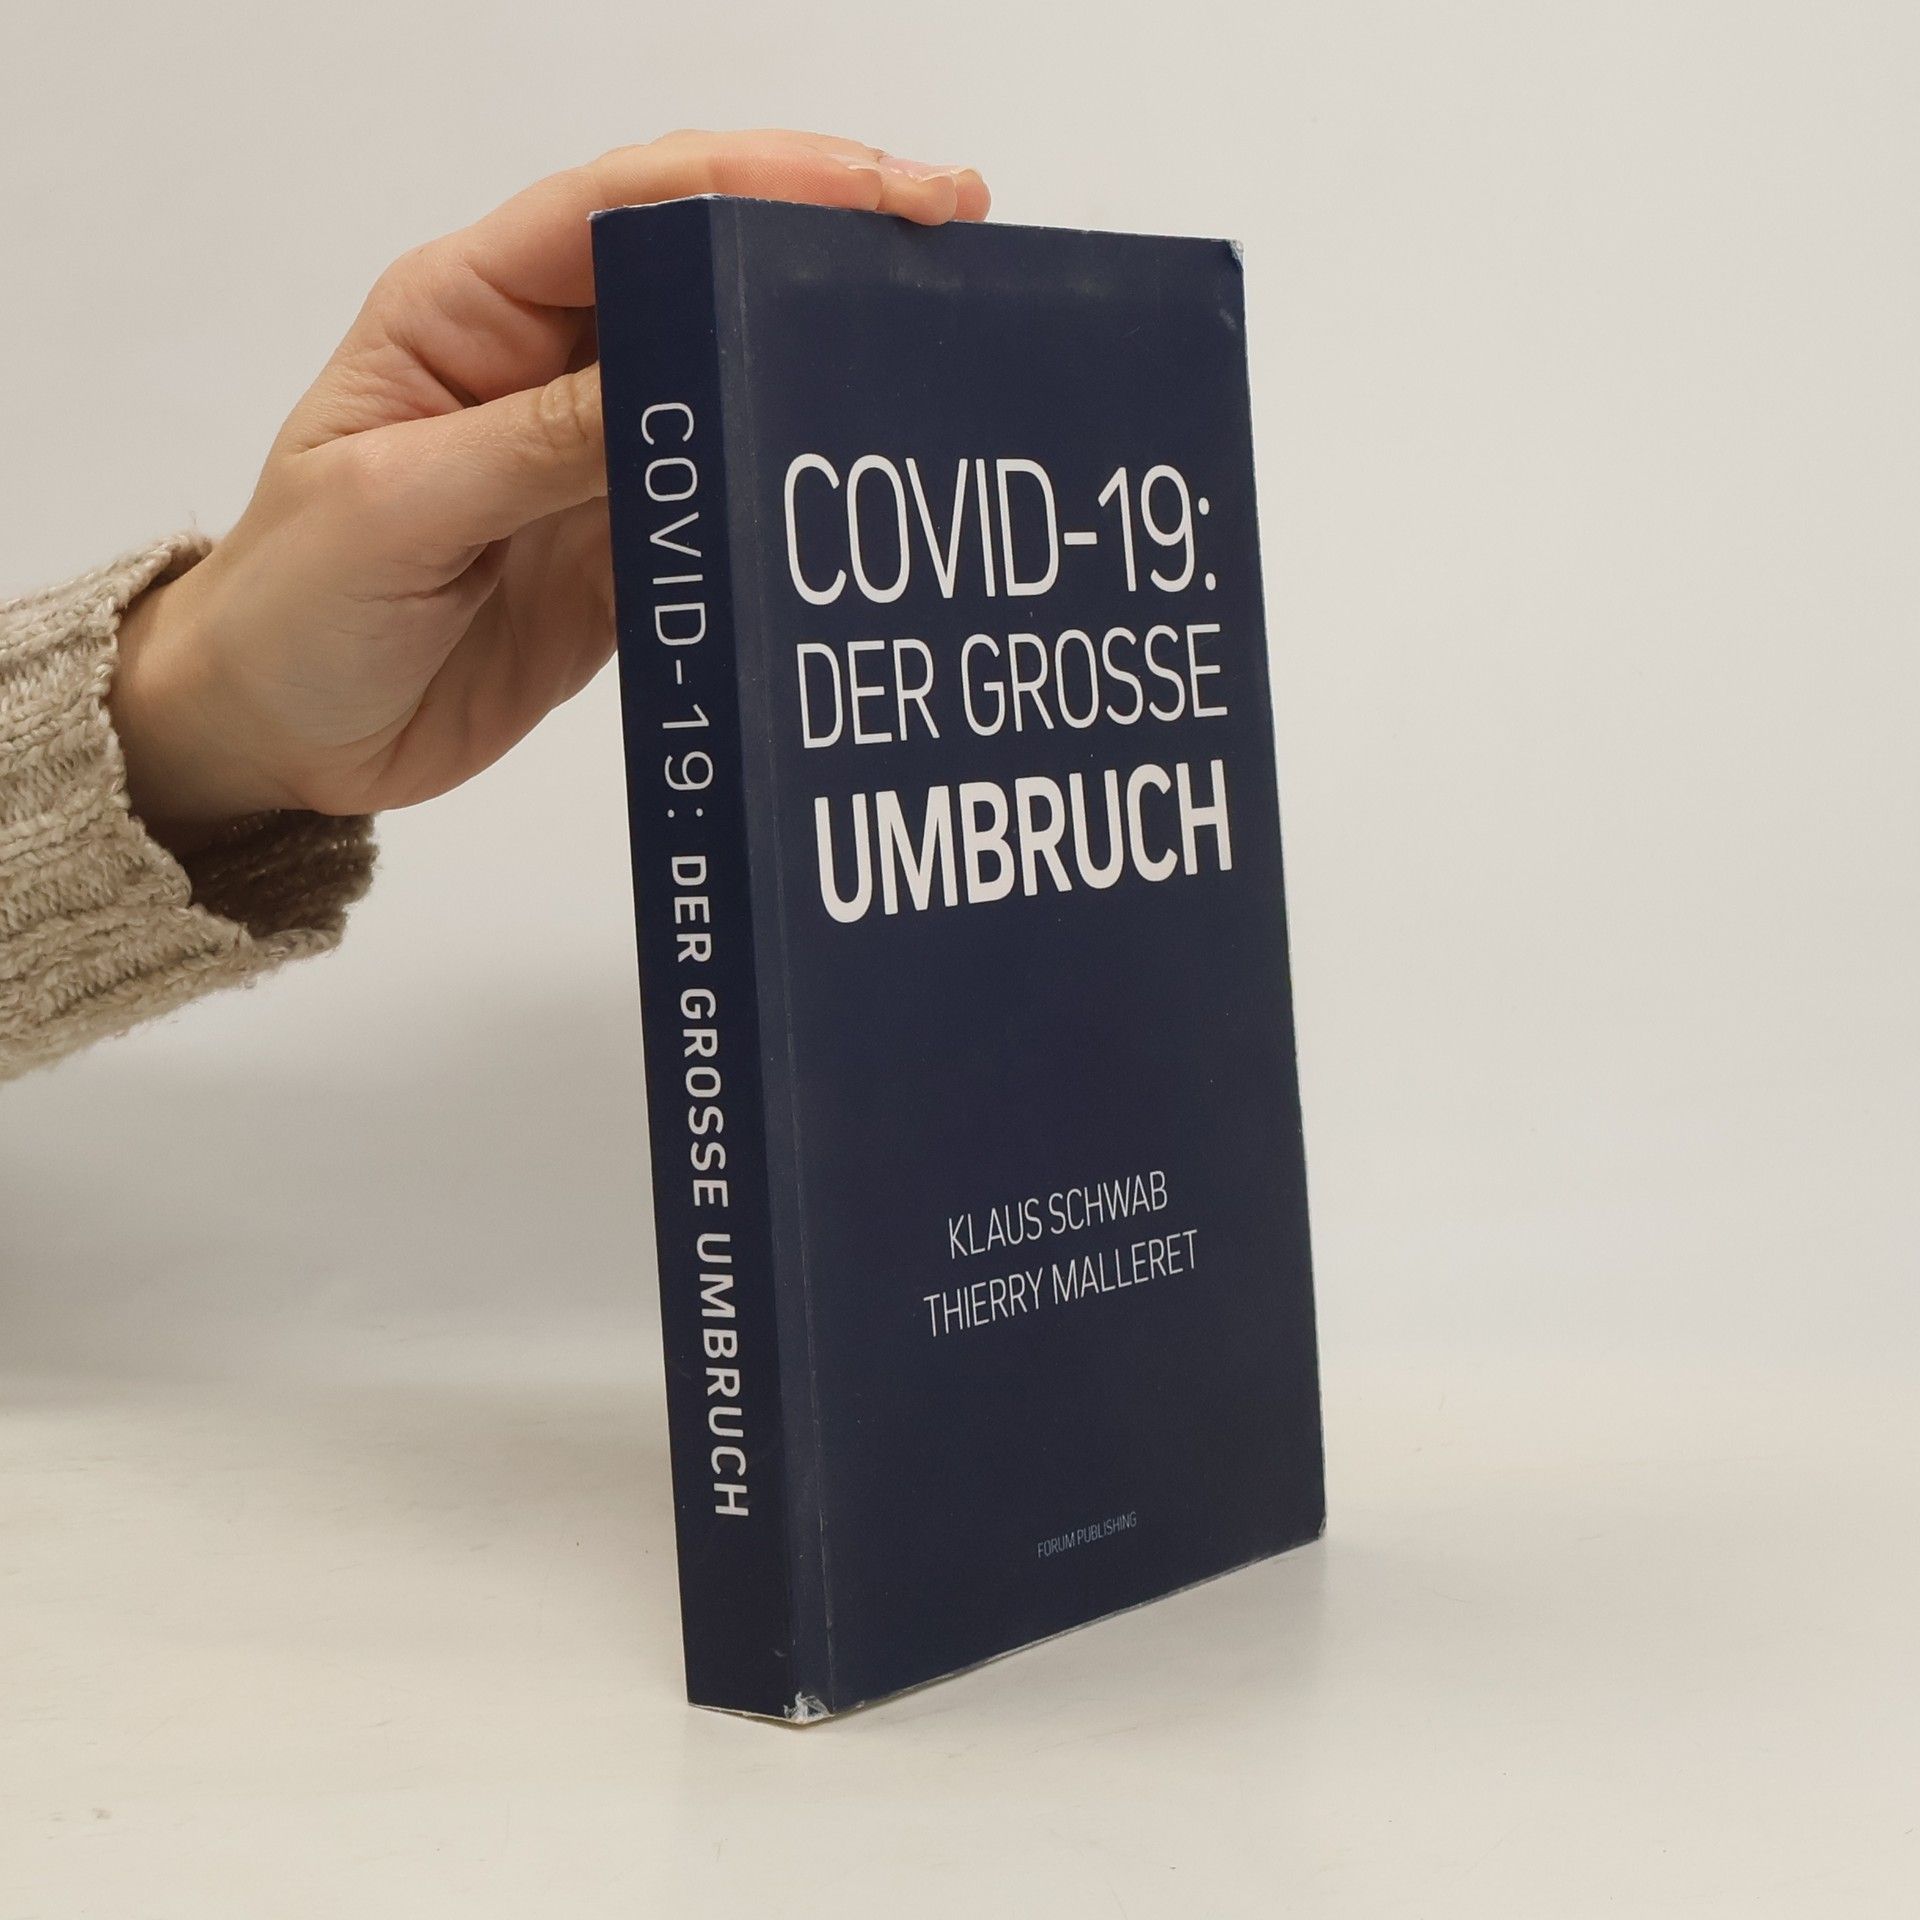 COVID-19: DER GROSSE UMBRUCH
COVID-19:
DER GROSSE
UMBRUCH
KLAUS SCHWAB
THIERRY MALLERET
FORUM PUBLISHING